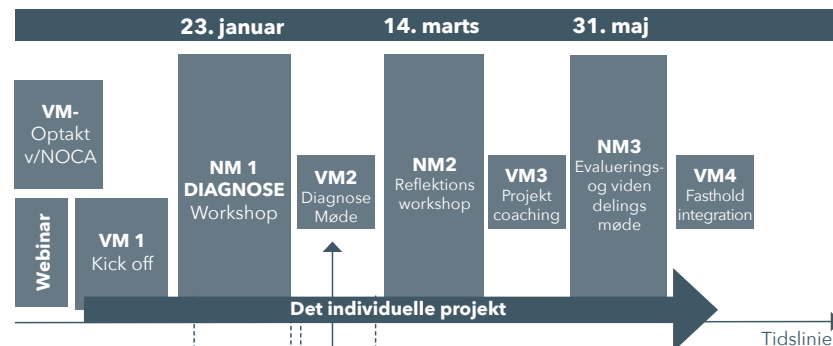 23. januar
14. marts
31. maj
VM-
Optakt
v/NOCA
Webinar
VM 1
Kick off
NM 1
DIAGNOSE
Workshop
VM2
Diagnose
Møde
NM2
Reflektions
workshop
VM3
Projekt
coaching
NM3
Evaluerings-
og viden
delings
møde
VM4
Fasthold
integration
Det individuelle projekt
Tidslinie